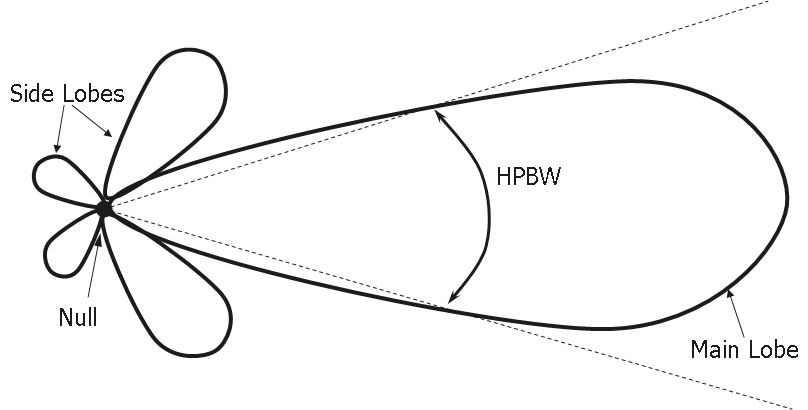 Side Lobes
HPBW
Null
Main Lobe